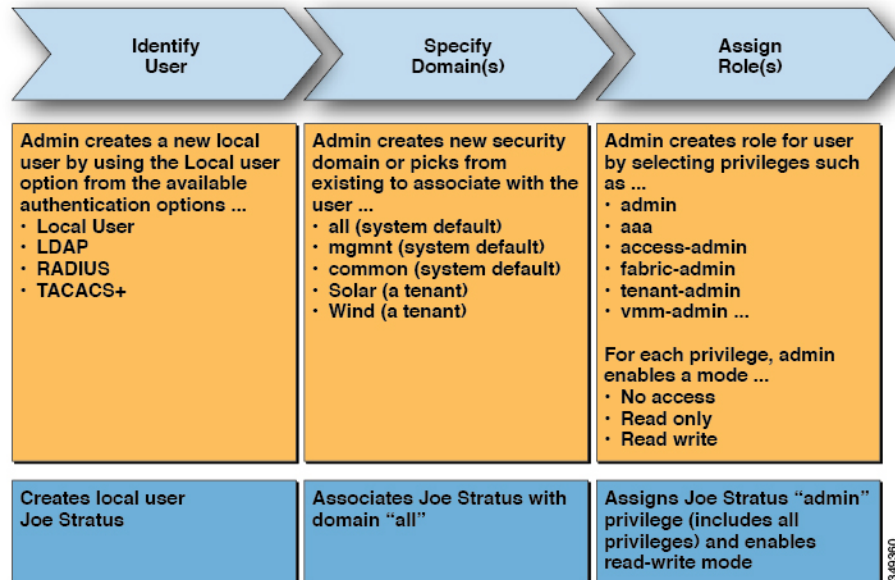 Identify
User
Specify
Domain(s)
Assign
Role(s)
Admin creates a new local
user by using the Local user
option from the available
authentication options ...
• Local User
• LDAP
• RADIUS
• TACACS+
Admin creates new security
domain or picks from
existing to associate with the
user ...
• all (system default)
• mgmnt (system default)
• common (system default)
• Solar (a tenant)
• Wind (a tenant)
Admin creates role for user
by selecting privileges such
as ...
• admin
• aaa
• access-admin
• fabric-admin
• tenant-admin
• vmm-admin ...
For each privilege, admin
enables a mode ...
• No access
• Read only
• Read write
Creates local user
Joe Stratus
Associates Joe Stratus with
domain “all”
Assigns Joe Stratus “admin”
privilege (includes all
privileges) and enables
read-write mode
349360